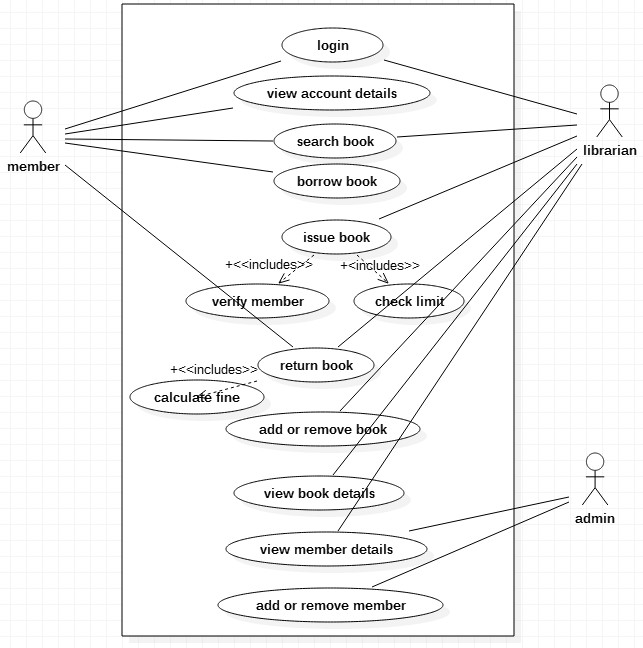 login
view account details
search book
member
librarian
borrow book
issue book
+<<includes>>
+<<includes>>
verify member
check limit
return book
+<<includes>>
calculate fine
add or remove book
view book details
admin
view member details
add or remove member